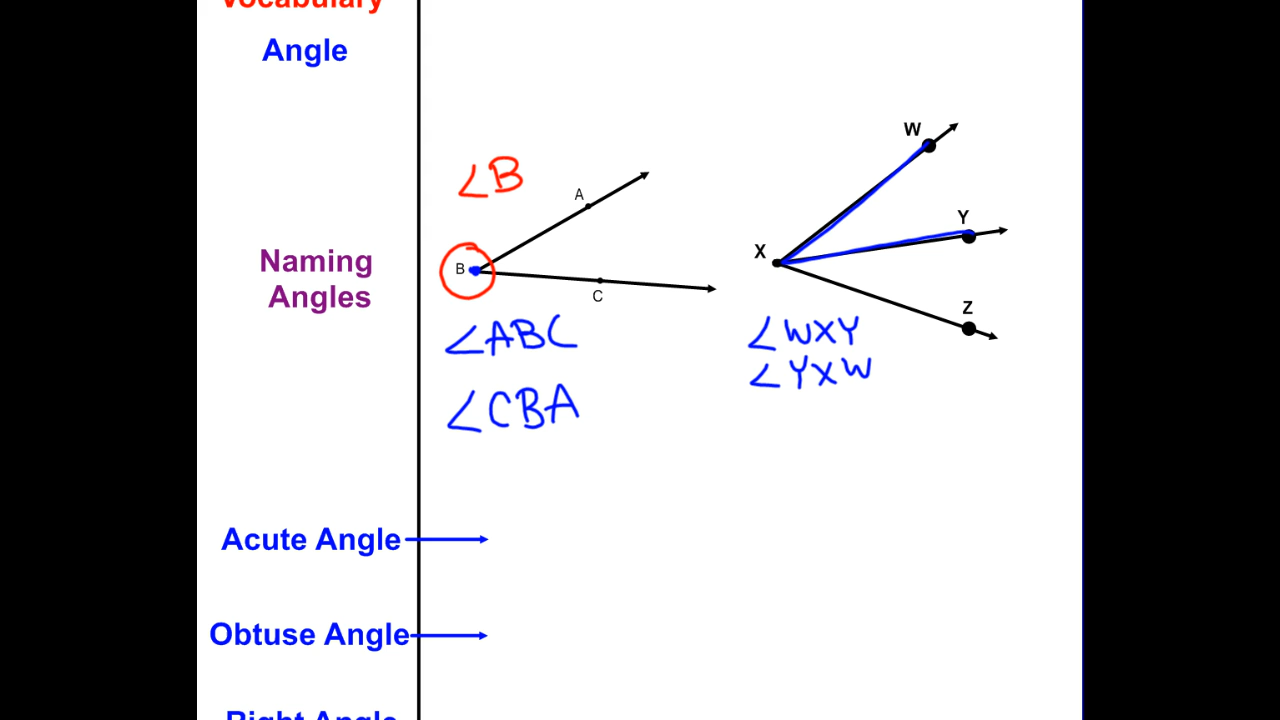 Vocabulary
Angle
Naming
Angles
∠B
A
B
C
∠ABC
∠CBA
W
X
Y
Z
∠WXY
∠YXW
Acute Angle
Obtuse Angle
Right Angle